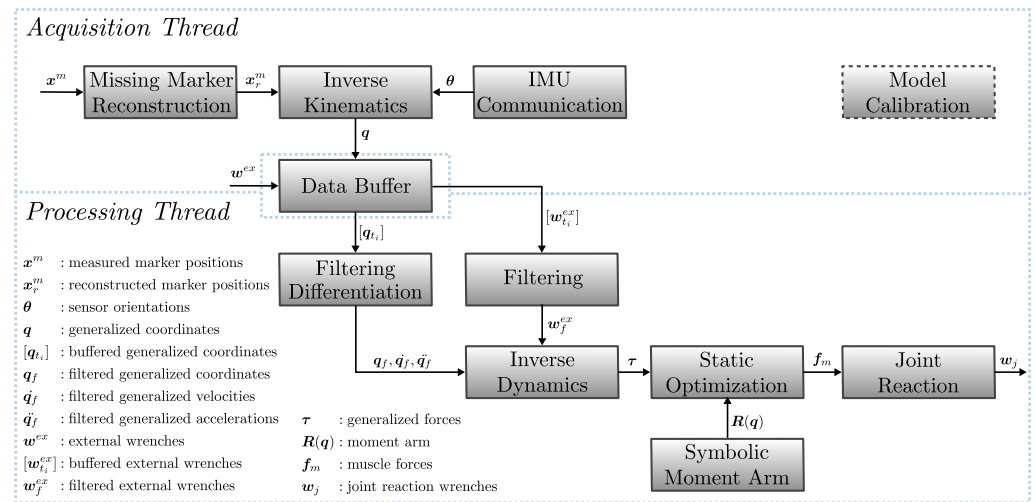 Acquisition Thread
x^m
Missing Marker
Reconstruction
x_r^m
Inverse
Kinematics
θ
IMU
Communication
Model
Calibration
q
w^{ex}
Data Buffer
Processing Thread
[q_{t_i}]
[w_{t_i}^{ex}]
Filtering
Differentiation
Filtering
w_f^{ex}
q_f, q̇_f, q̈_f
Inverse
Dynamics
τ
Static
Optimization
f_m
Joint
Reaction
w_j
R(q)
Symbolic
Moment Arm
x^m : measured marker positions
x_r^m : reconstructed marker positions
θ : sensor orientations
q : generalized coordinates
[q_{t_i}] : buffered generalized coordinates
q_f : filtered generalized coordinates
q̇_f : filtered generalized velocities
q̈_f : filtered generalized accelerations
w^{ex} : external wrenches
[w_{t_i}^{ex}] : buffered external wrenches
w_f^{ex} : filtered external wrenches
τ : generalized forces
R(q) : moment arm
f_m : muscle forces
w_j : joint reaction wrenches